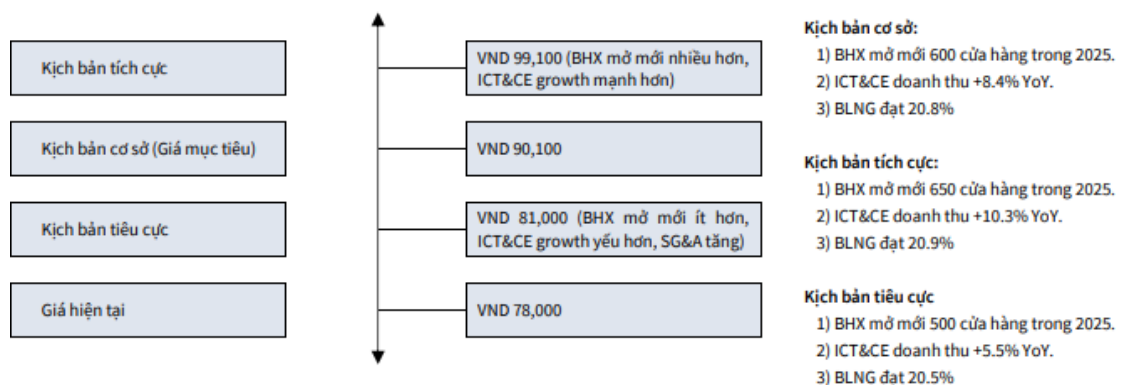 Kịch bản tích cực
VND 99,100 (BHX mở mới nhiều hơn,
ICT&CE growth mạnh hơn)
Kịch bản cơ sở (Giá mục tiêu)
VND 90,100
Kịch bản tiêu cực
VND 81,000 (BHX mở mới ít hơn,
ICT&CE growth yếu hơn, SG&A tăng)
Giá hiện tại
VND 78,000
Kịch bản cơ sở:
1) BHX mở mới 600 cửa hàng trong 2025.
2) ICT&CE doanh thu +8.4% YoY.
3) BLNG đạt 20.8%
Kịch bản tích cực:
1) BHX mở mới 650 cửa hàng trong 2025.
2) ICT&CE doanh thu +10.3% YoY.
3) BLNG đạt 20.9%
Kịch bản tiêu cực
1) BHX mở mới 500 cửa hàng trong 2025.
2) ICT&CE doanh thu +5.5% YoY.
3) BLNG đạt 20.5%